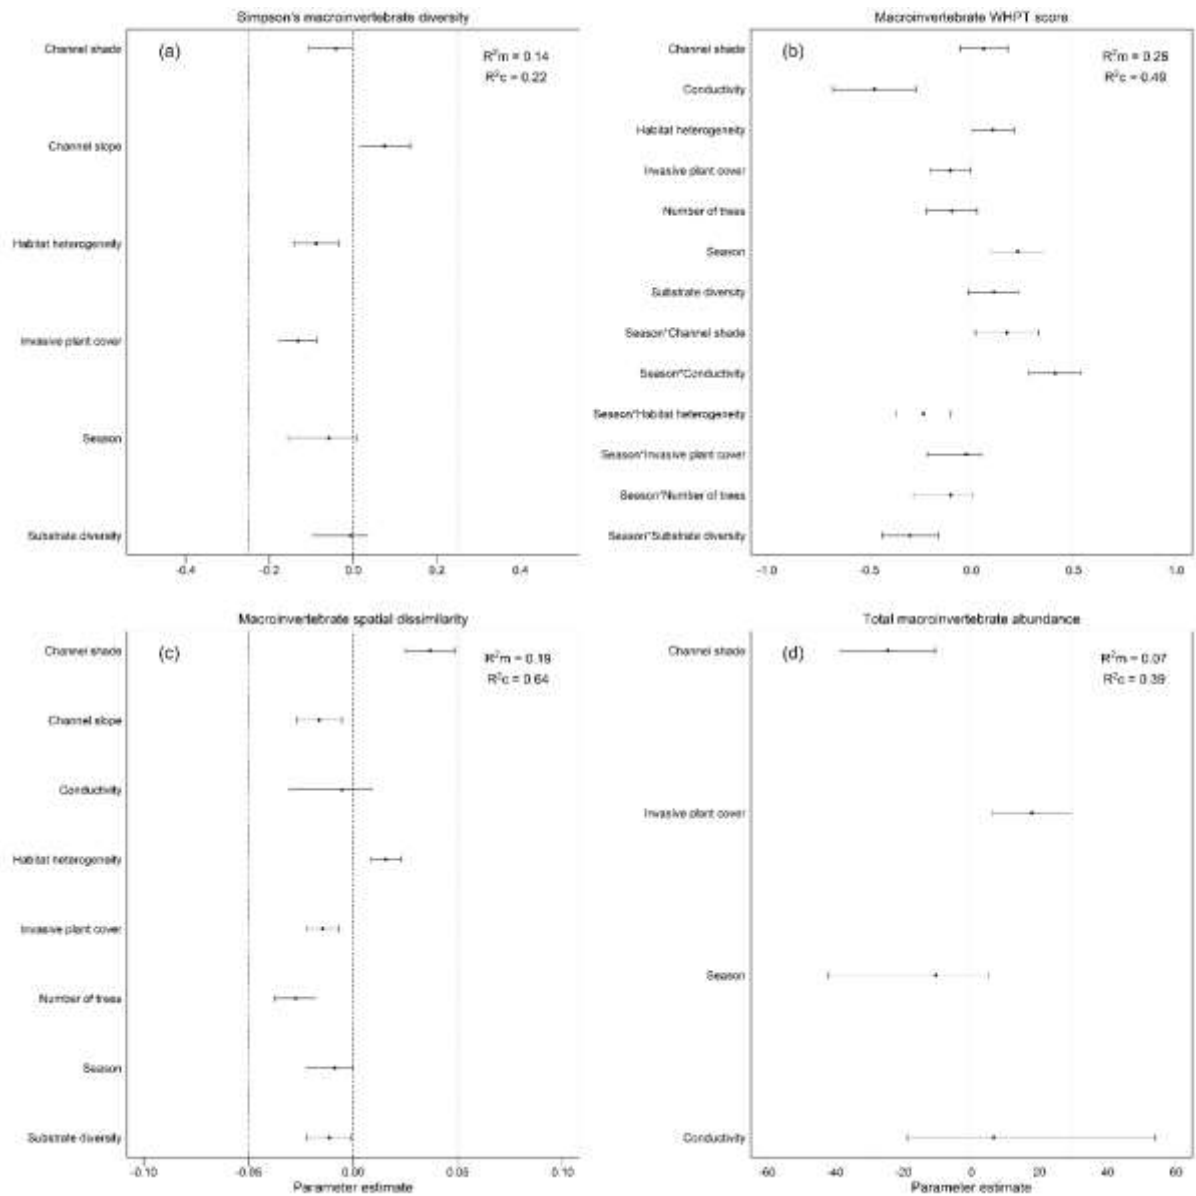 Simpson's macroinvertebrate diversity
(a)
R²m = 0.14
R²c = 0.22
Channel shade
Channel slope
Habitat heterogeneity
Invasive plant cover
Season
Substrate diversity
-0.4 -0.2 0.0 0.2 0.4
Macroinvertebrate WHPT score
(b)
R²c = 0.49
Channel shade
Conductivity
Habitat heterogeneity
Invasive plant cover
Number of trees
Season
Substrate diversity
Season*Channel shade
Season*Conductivity
Season*Habitat heterogeneity
Season*Invasive plant cover
Season*Number of trees
Season*Substrate diversity
-1.0 -0.5 0.0 0.5 1.0
Macroinvertebrate spatial dissimilarity
(c)
R²m = 0.19
R²c = 0.64
Channel shade
Channel slope
Conductivity
Habitat heterogeneity
Invasive plant cover
Number of trees
Season
Substrate diversity
-0.10 -0.05 0.00 0.05 0.10
Parameter estimate
Total macroinvertebrate abundance
(d)
R²m = 0.07
R²c = 0.39
Channel shade
Invasive plant cover
Season
Conductivity
-60 -40 -20 0 20 40 60
Parameter estimate